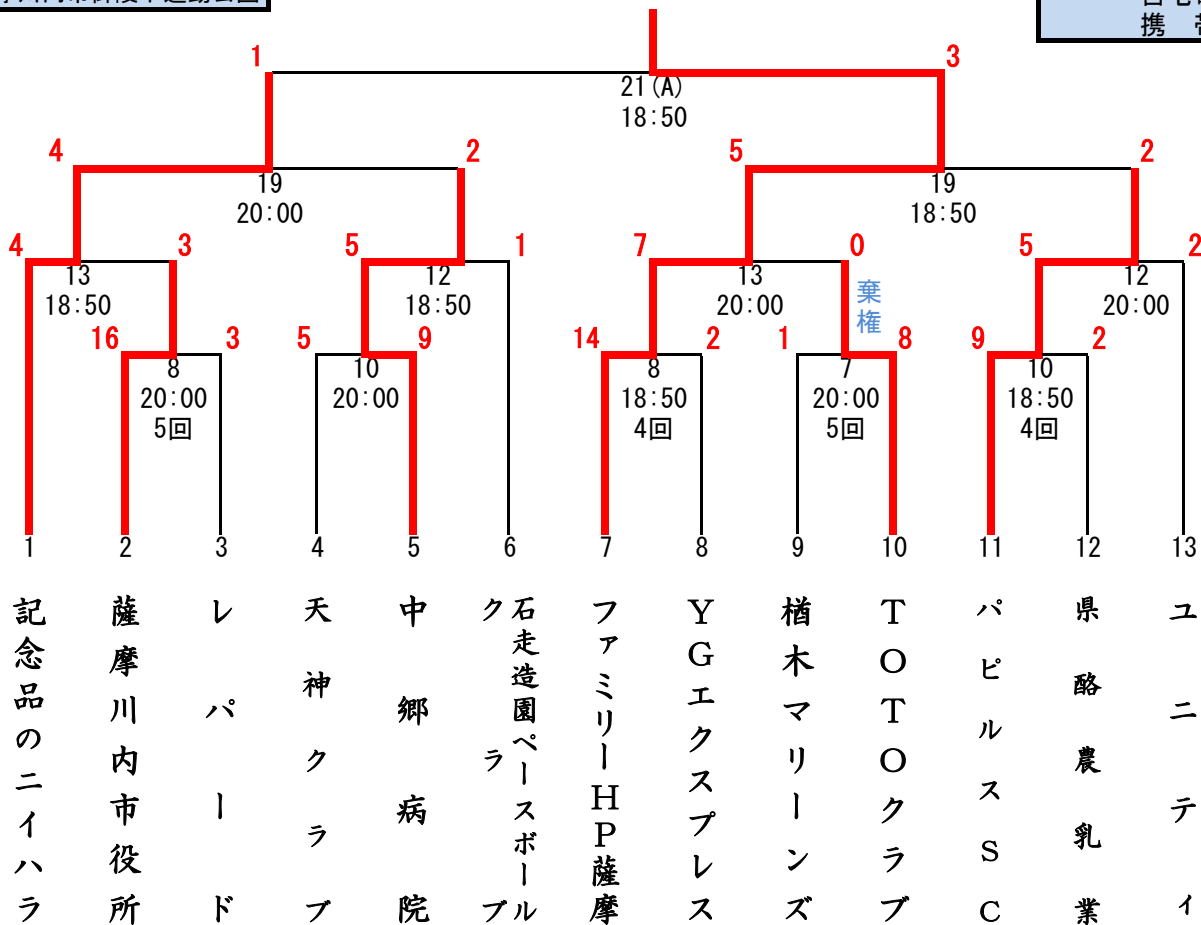 携
1
3
21(A)
18:50
4
2
5
2
19
20:00
19
18:50
4
3
5
1
7
0
5
2
13
18:50
12
18:50
13
20:00
棄権
12
20:00
16
3
5
9
14
2
1
8
9
2
8
20:00
5回
10
20:00
8
18:50
4回
7
20:00
5回
10
18:50
4回
1
2
3
4
5
6
7
8
9
10
11
12
13
記念品のニイハラ
薩摩川内市役所
レパード
天神クラブ
中郷病院
石走造園ベースボール
クラブ
ファミリーHP薩摩
YGエクスプレス
楢木マリーンズ
TOTOクラブ
パピルスSC
県酪農乳業
ユニティ